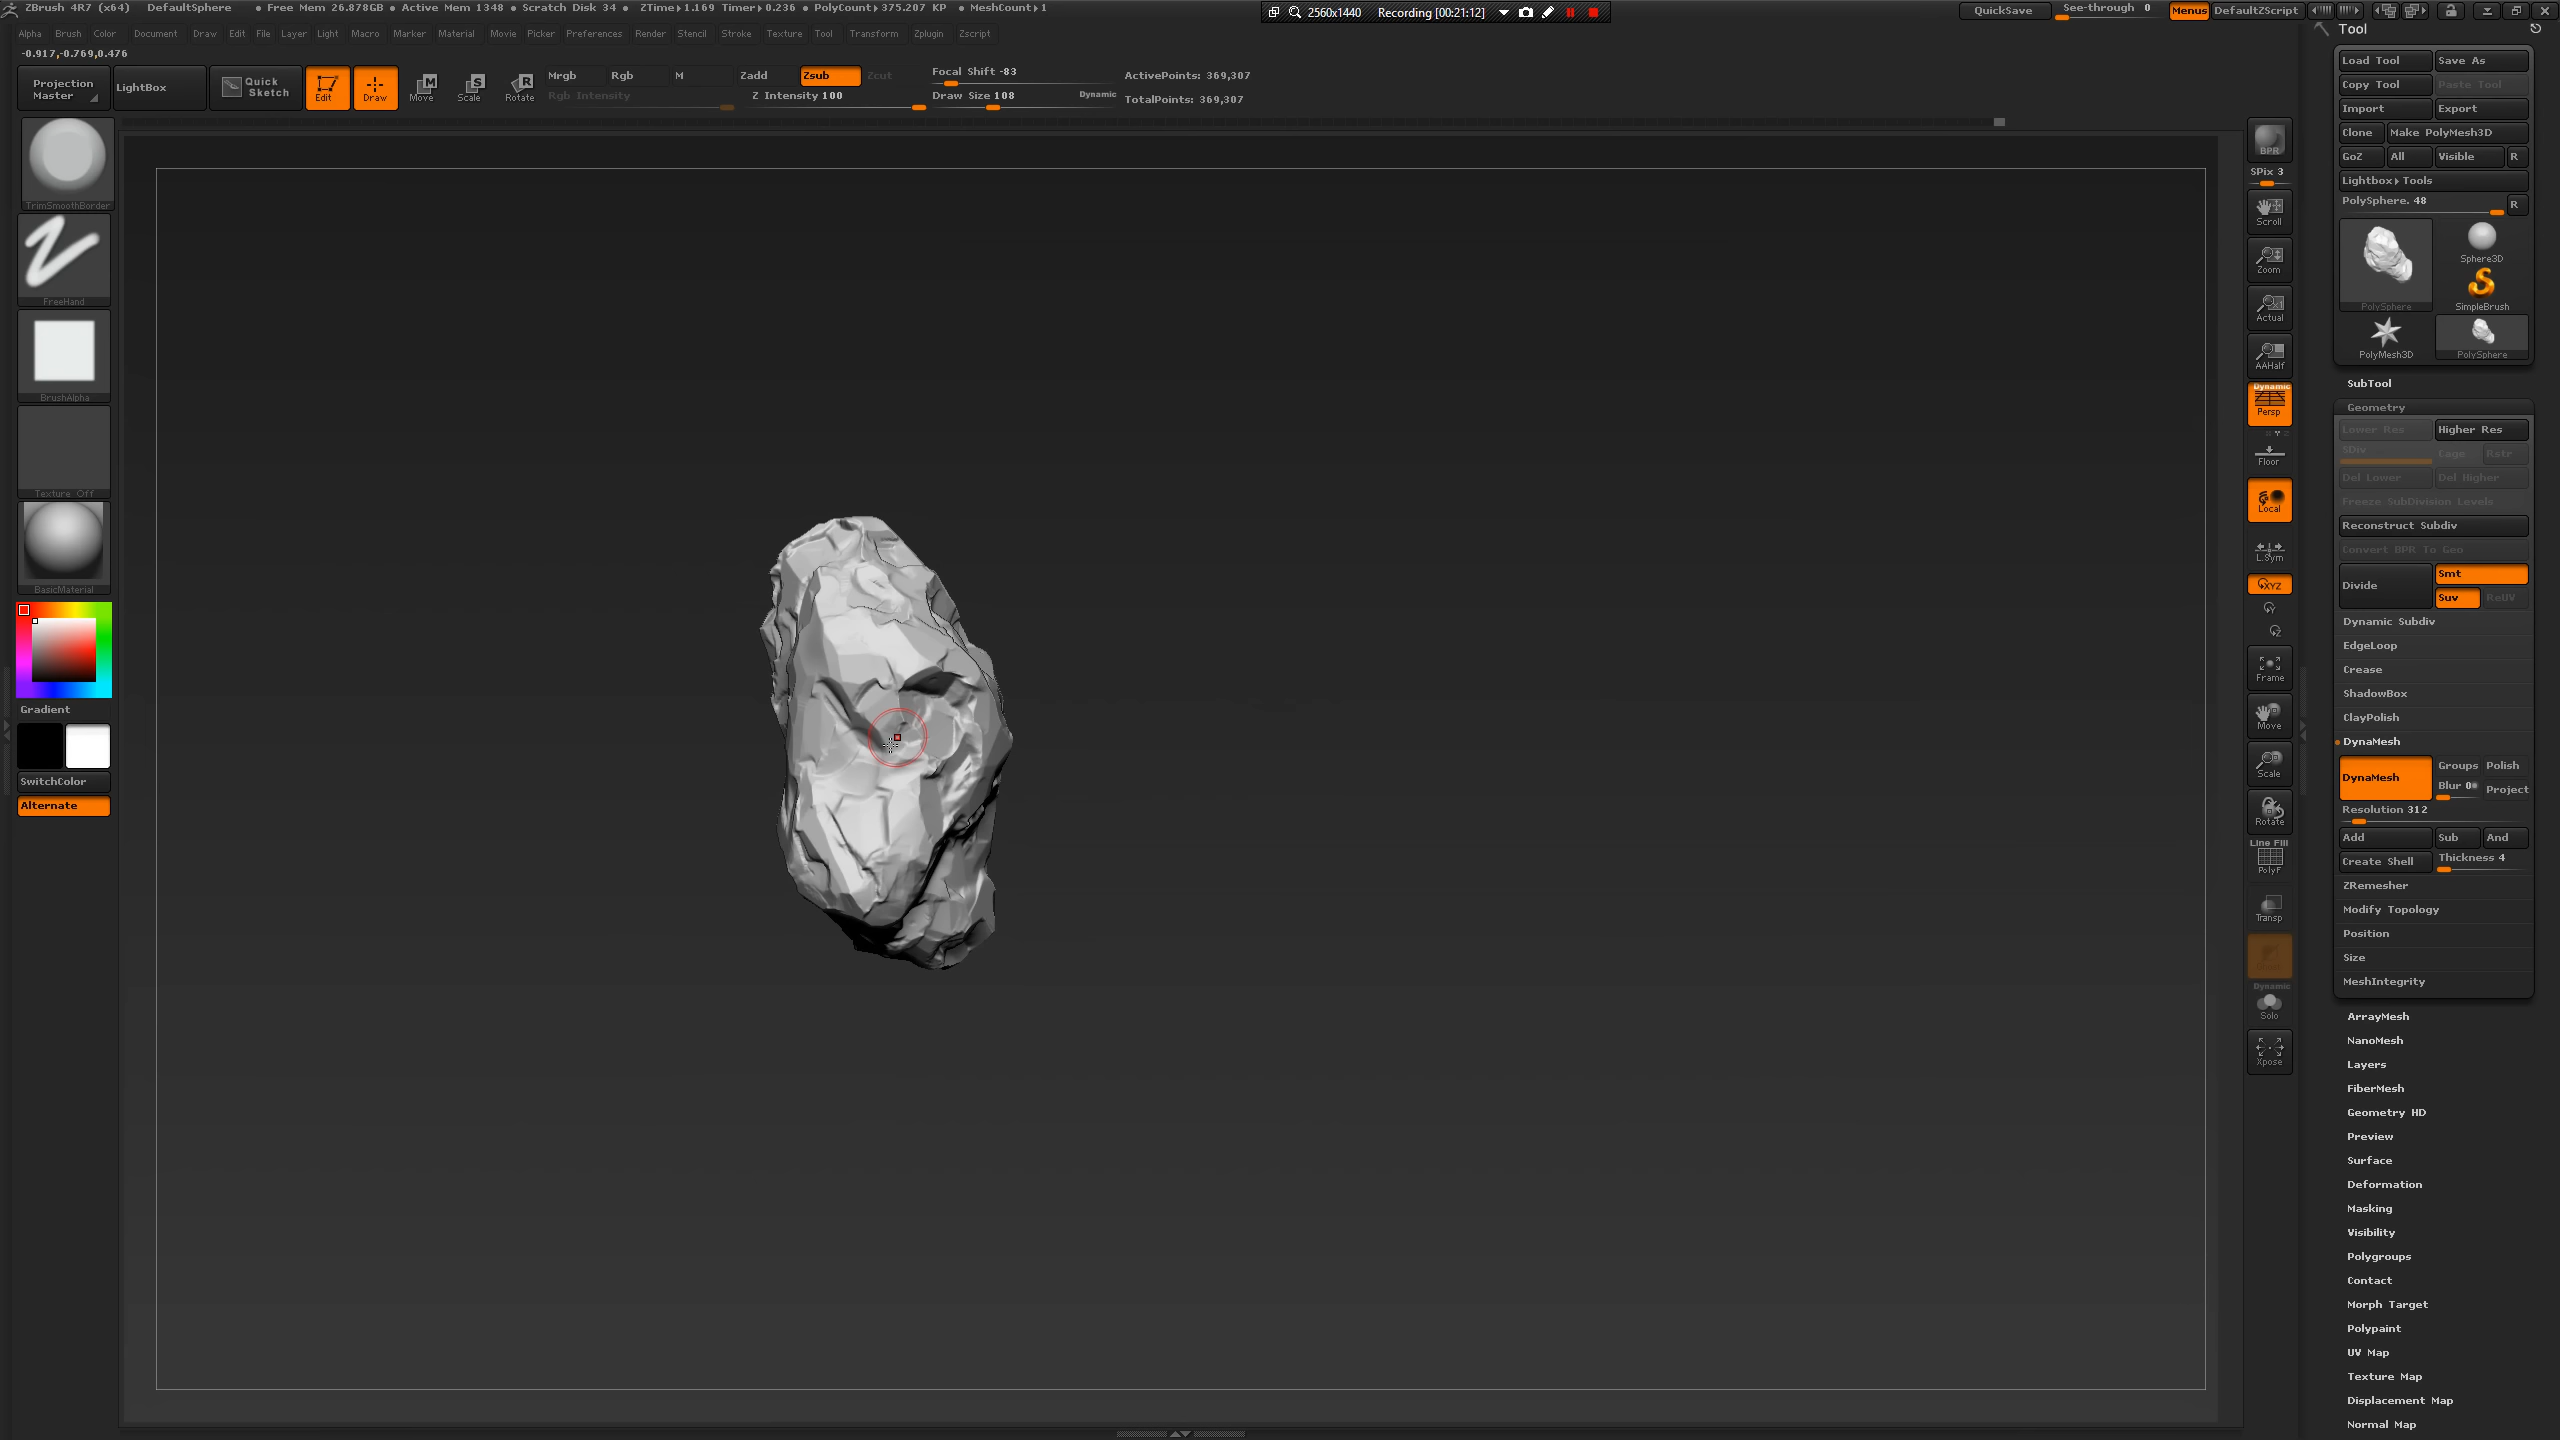 ZBrush 4R7 (x64) DefaultSphere • Free Mem 26.878GB • Active Mem 1348 • Scratch Disk 34 • ZTime▸1.169 Timer▸0.236 • PolyCount▸375.207 KP • MeshCount▸1
2560x1440 Recording [00:21:12]
QuickSave See-through 0 Menus DefaultZScript
Alpha Brush Color Document Draw Edit File Layer Light Macro Marker Material Movie Picker Preferences Render Stencil Stroke Texture Tool Transform Zplugin Zscript
-0.917,-0.769,0.476
Projection Master
LightBox
Quick Sketch
Edit
Draw
Move
Scale
Rotate
Mrgb Rgb M Zadd Zsub Zcut
Rgb Intensity Z Intensity 100
Focal Shift -83
Draw Size 108 Dynamic
ActivePoints: 369,307
TotalPoints: 369,307
TrimSmoothBorder
FreeHand
BrushAlpha
Texture Off
BasicMaterial
Gradient
SwitchColor
Alternate
BPR
SPix 3
Scroll
Zoom
Actual
AAHalf
Dynamic
Persp
Floor
Local
L.Sym
XYZ
Frame
Move
Scale
Rotate
Line Fill
PolyF
Transp
Dynamic
Solo
Xpose
Tool
Load Tool Save As
Copy Tool Paste Tool
Import Export
Clone Make PolyMesh3D
GoZ All Visible R
Lightbox▸Tools
PolySphere. 48 R
PolySphere
Sphere3D
SimpleBrush
PolyMesh3D
PolySphere
SubTool
Geometry
Lower Res Higher Res
SDiv Cage Rstr
Del Lower Del Higher
Freeze SubDivision Levels
Reconstruct Subdiv
Convert BPR To Geo
Divide Smt
Suv ReUV
Dynamic Subdiv
EdgeLoop
Crease
ShadowBox
ClayPolish
DynaMesh
DynaMesh Groups Polish
Blur 0 Project
Resolution 312
Add Sub And
Create Shell Thickness 4
ZRemesher
Modify Topology
Position
Size
MeshIntegrity
ArrayMesh
NanoMesh
Layers
FiberMesh
Geometry HD
Preview
Surface
Deformation
Masking
Visibility
Polygroups
Contact
Morph Target
Polypaint
UV Map
Texture Map
Displacement Map
Normal Map